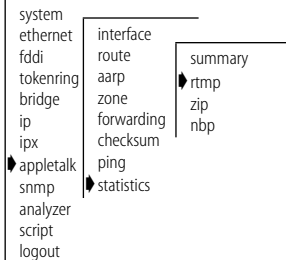 system
ethernet
fddi
tokenring
bridge
ip
ipx
appletalk
snmp
analyzer
script
logout
interface
route
aarp
zone
forwarding
checksum
ping
statistics
summary
rtmp
zip
nbp